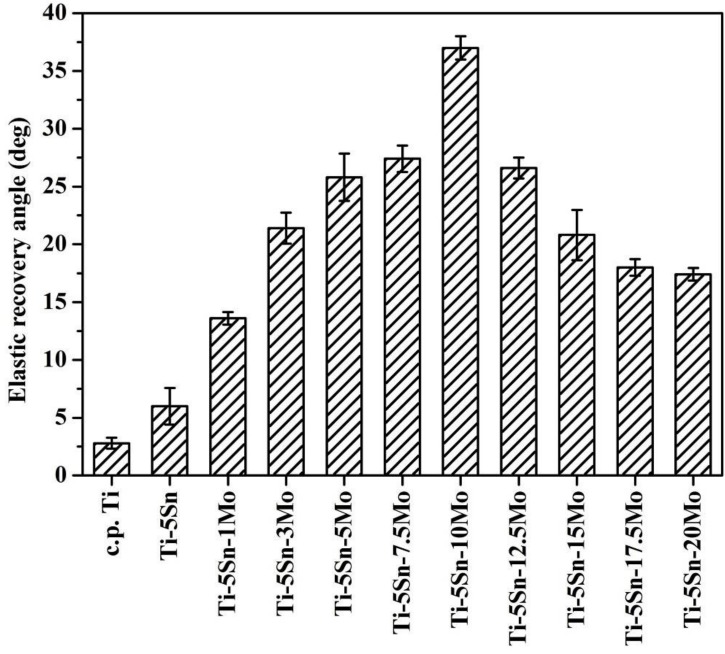 Elastic recovery angle (deg)
40
35
30
25
20
15
10
5
0
c.p. Ti
Ti-5Sn
Ti-5Sn-1Mo
Ti-5Sn-3Mo
Ti-5Sn-5Mo
Ti-5Sn-7.5Mo
Ti-5Sn-10Mo
Ti-5Sn-12.5Mo
Ti-5Sn-15Mo
Ti-5Sn-17.5Mo
Ti-5Sn-20Mo